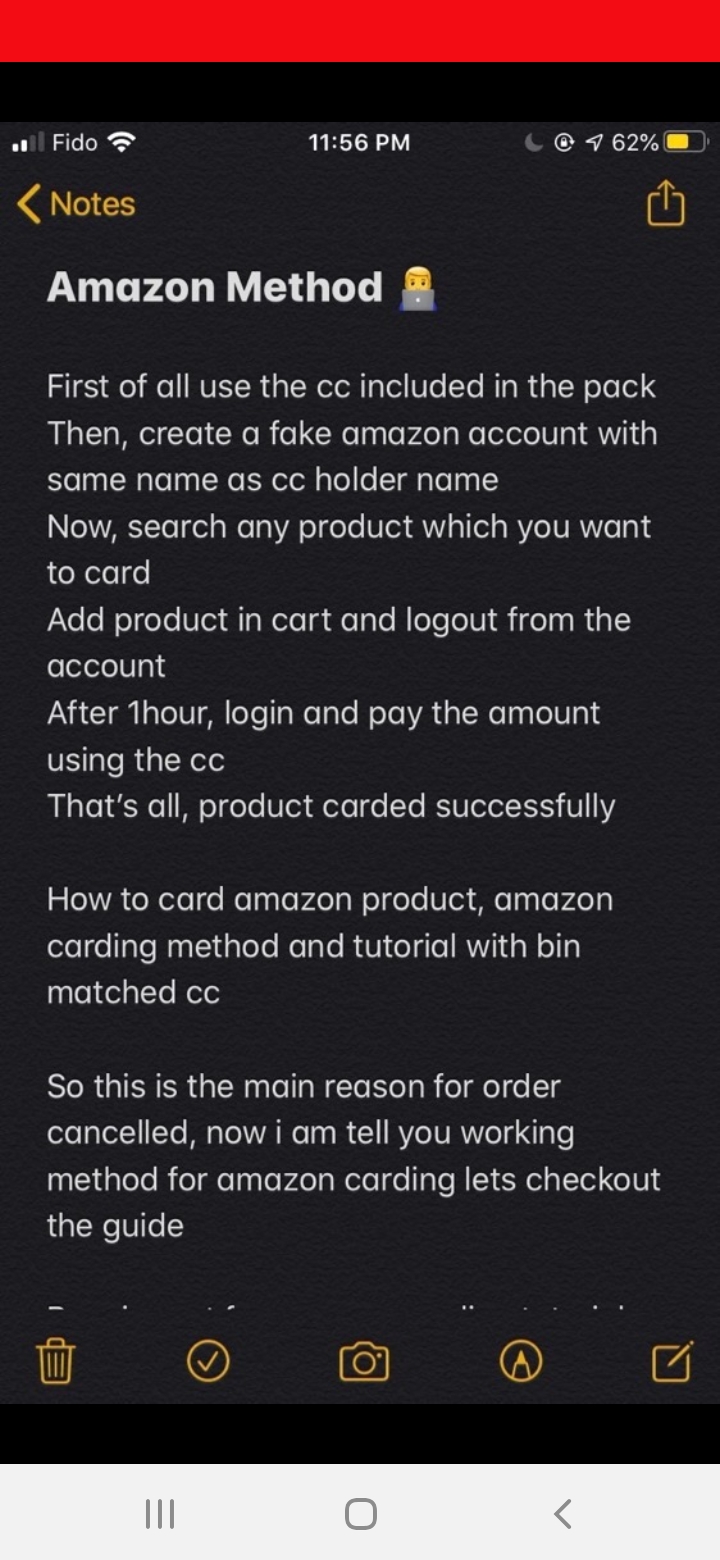 Fido 11:56 PM 62%
Notes
Amazon Method 👨‍💻
First of all use the cc included in the pack
Then, create a fake amazon account with
same name as cc holder name
Now, search any product which you want
to card
Add product in cart and logout from the
account
After 1hour, login and pay the amount
using the cc
That's all, product carded successfully
How to card amazon product, amazon
carding method and tutorial with bin
matched cc
So this is the main reason for order
cancelled, now i am tell you working
method for amazon carding lets checkout
the guide